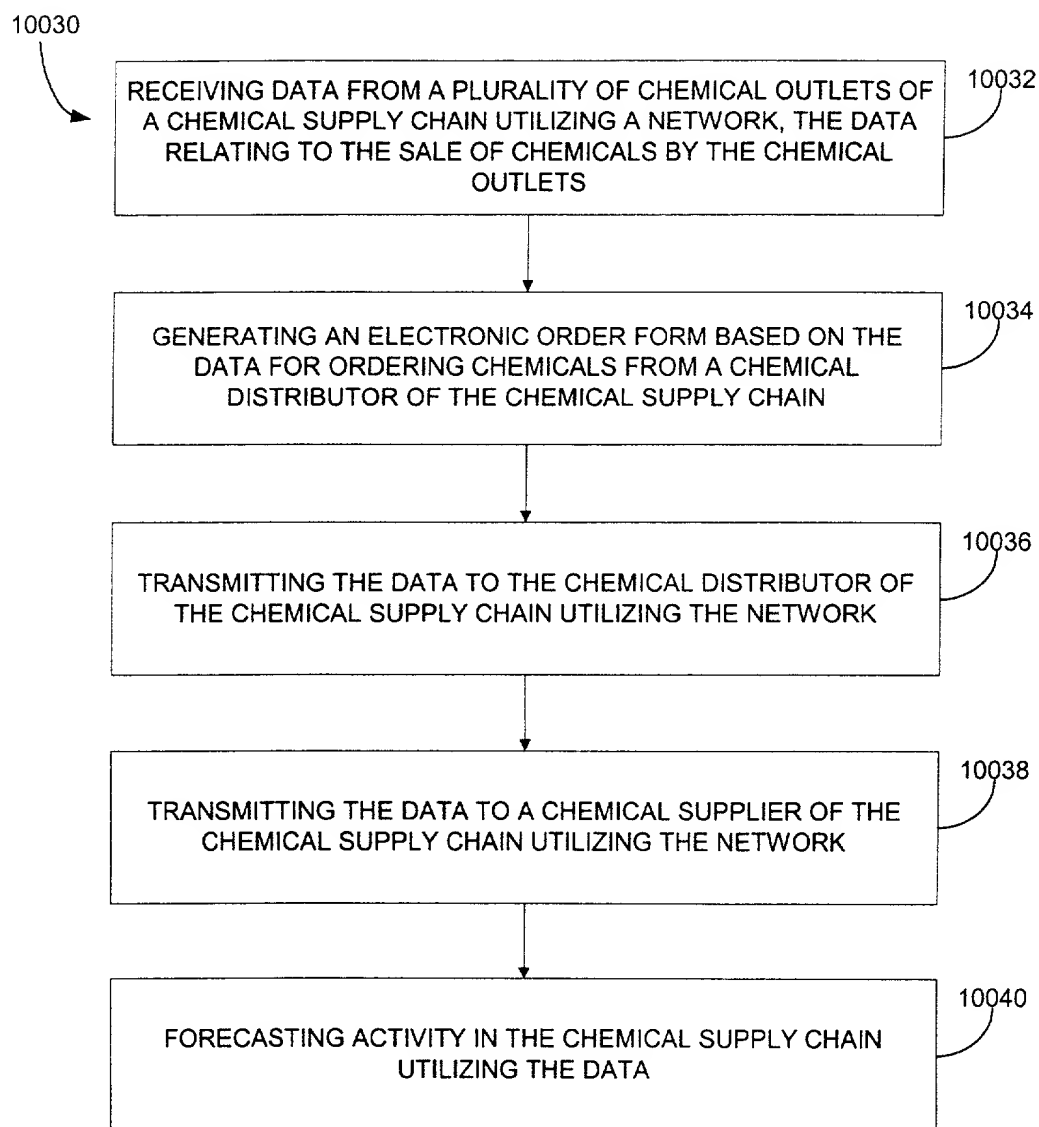 10030
RECEIVING DATA FROM A PLURALITY OF CHEMICAL OUTLETS OF
A CHEMICAL SUPPLY CHAIN UTILIZING A NETWORK, THE DATA
RELATING TO THE SALE OF CHEMICALS BY THE CHEMICAL
OUTLETS
10032
GENERATING AN ELECTRONIC ORDER FORM BASED ON THE
DATA FOR ORDERING CHEMICALS FROM A CHEMICAL
DISTRIBUTOR OF THE CHEMICAL SUPPLY CHAIN
10034
TRANSMITTING THE DATA TO THE CHEMICAL DISTRIBUTOR OF
THE CHEMICAL SUPPLY CHAIN UTILIZING THE NETWORK
10036
TRANSMITTING THE DATA TO A CHEMICAL SUPPLIER OF THE
CHEMICAL SUPPLY CHAIN UTILIZING THE NETWORK
10038
FORECASTING ACTIVITY IN THE CHEMICAL SUPPLY CHAIN
UTILIZING THE DATA
10040